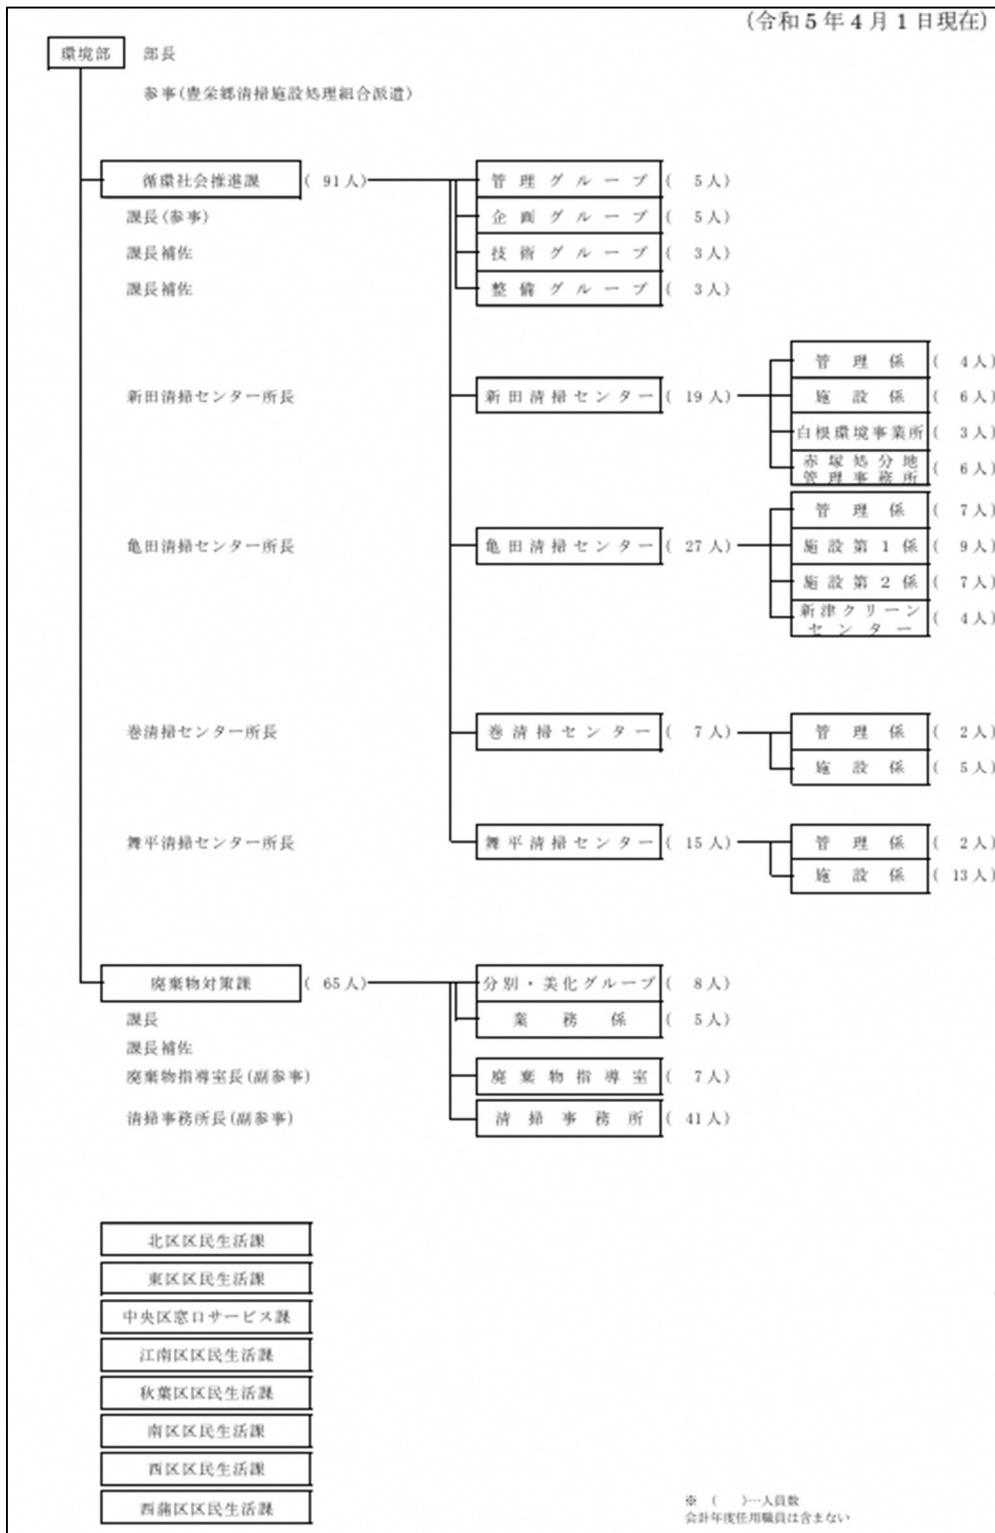 (令和5年4月1日現在)
環境部 部長
参事(豊栄郷清掃施設処理組合派遣)
循環社会推進課 ( 91人) 管理グループ ( 5人)
課長(参事) 企画グループ ( 5人)
課長補佐 技術グループ ( 3人)
課長補佐 整備グループ ( 3人)
管理係 ( 4人)
新田清掃センター所長 新田清掃センター ( 19人) 施設係 ( 6人)
白根環境事業所 ( 3人)
赤塚処分地
管理事務所 ( 6人)
管理係 ( 7人)
亀田清掃センター所長 亀田清掃センター ( 27人) 施設第1係 ( 9人)
施設第2係 ( 7人)
新津クリーン
センター ( 4人)
巻清掃センター所長 巻清掃センター ( 7人) 管理係 ( 2人)
施設係 ( 5人)
舞平清掃センター所長 舞平清掃センター ( 15人) 管理係 ( 2人)
施設係 ( 13人)
廃棄物対策課 ( 65人) 分別・美化グループ ( 8人)
課長 業務係 ( 5人)
課長補佐
廃棄物指導室長(副参事) 廃棄物指導室 ( 7人)
清掃事務所長(副参事) 清掃事務所 ( 41人)
北区区民生活課
東区区民生活課
中央区窓口サービス課
江南区区民生活課
秋葉区区民生活課
南区区民生活課
西区区民生活課
西蒲区区民生活課
※ ( )…人員数
会計年度任用職員は含まない